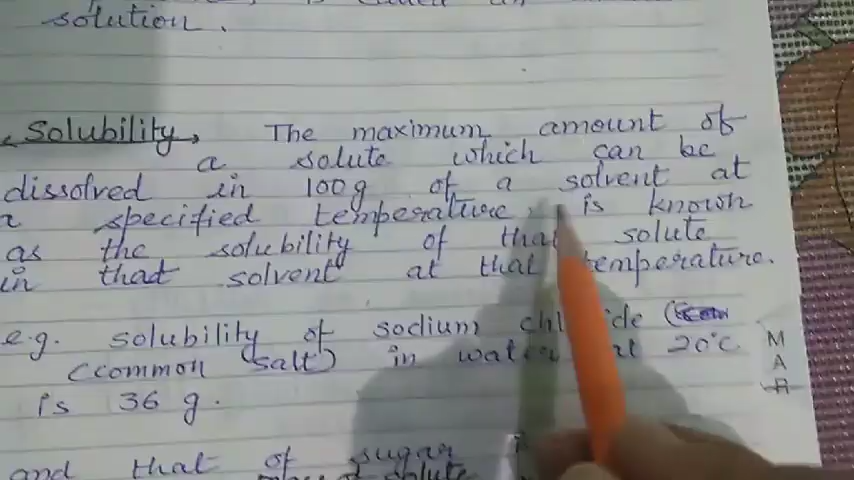 solution.
Solubility, The maximum amount of
a solute which can be
dissolved in 100g of a solvent at
a specified temperature is known
as the solubility of that solute
in that solvent at that temperature.
e.g. solubility of sodium chloride (
(common salt) in water at 20°C
is 36 g.
and that of sugar
of solute
M
A